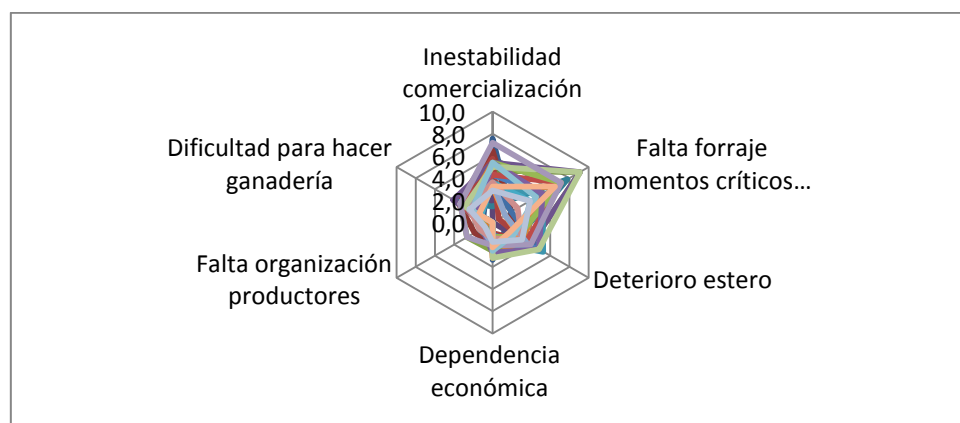 Inestabilidad
comercialización
10,0
8,0
6,0
4,0
2,0
0,0
Falta forraje
momentos críticos…
Deterioro estero
Dependencia
económica
Falta organización
productores
Dificultad para hacer
ganadería